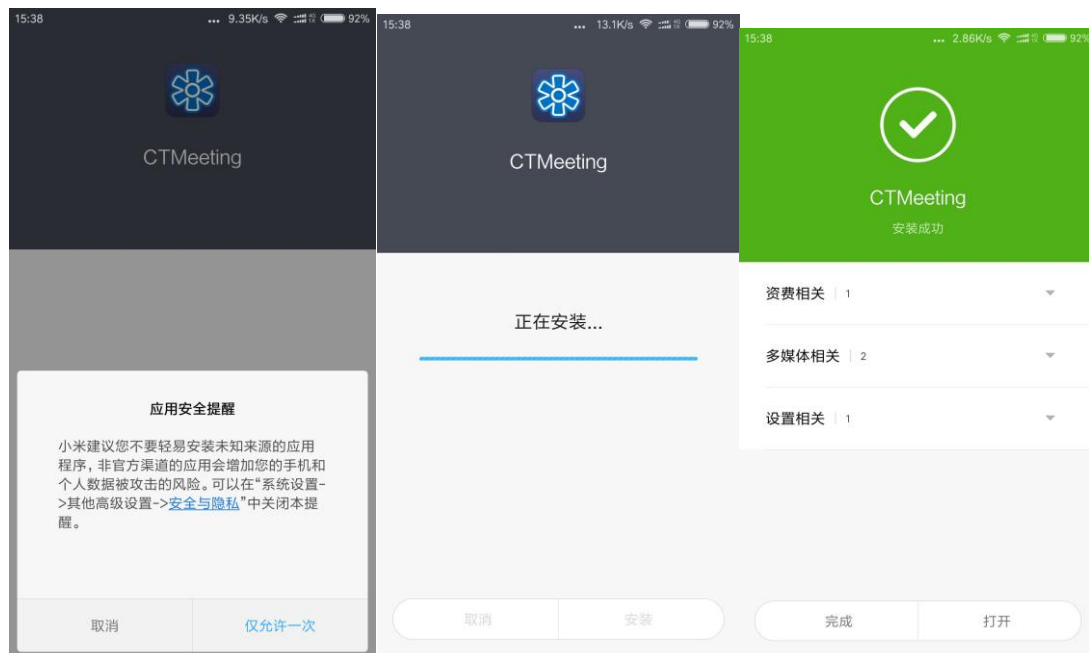 15:38
... 9.35K/s 92%
CTMeeting
应用安全提醒
小米建议您不要轻易安装未知来源的应用
程序，非官方渠道的应用会增加您的手机和
个人数据被攻击的风险。可以在“系统设置-
>其他高级设置->安全与隐私”中关闭本提
醒。
取消
仅允许一次
15:38
... 13.1K/s 92%
CTMeeting
正在安装...
取消
安装
15:38
... 2.86K/s 92%
CTMeeting
安装成功
资费相关 | 1
多媒体相关 | 2
设置相关 | 1
完成
打开